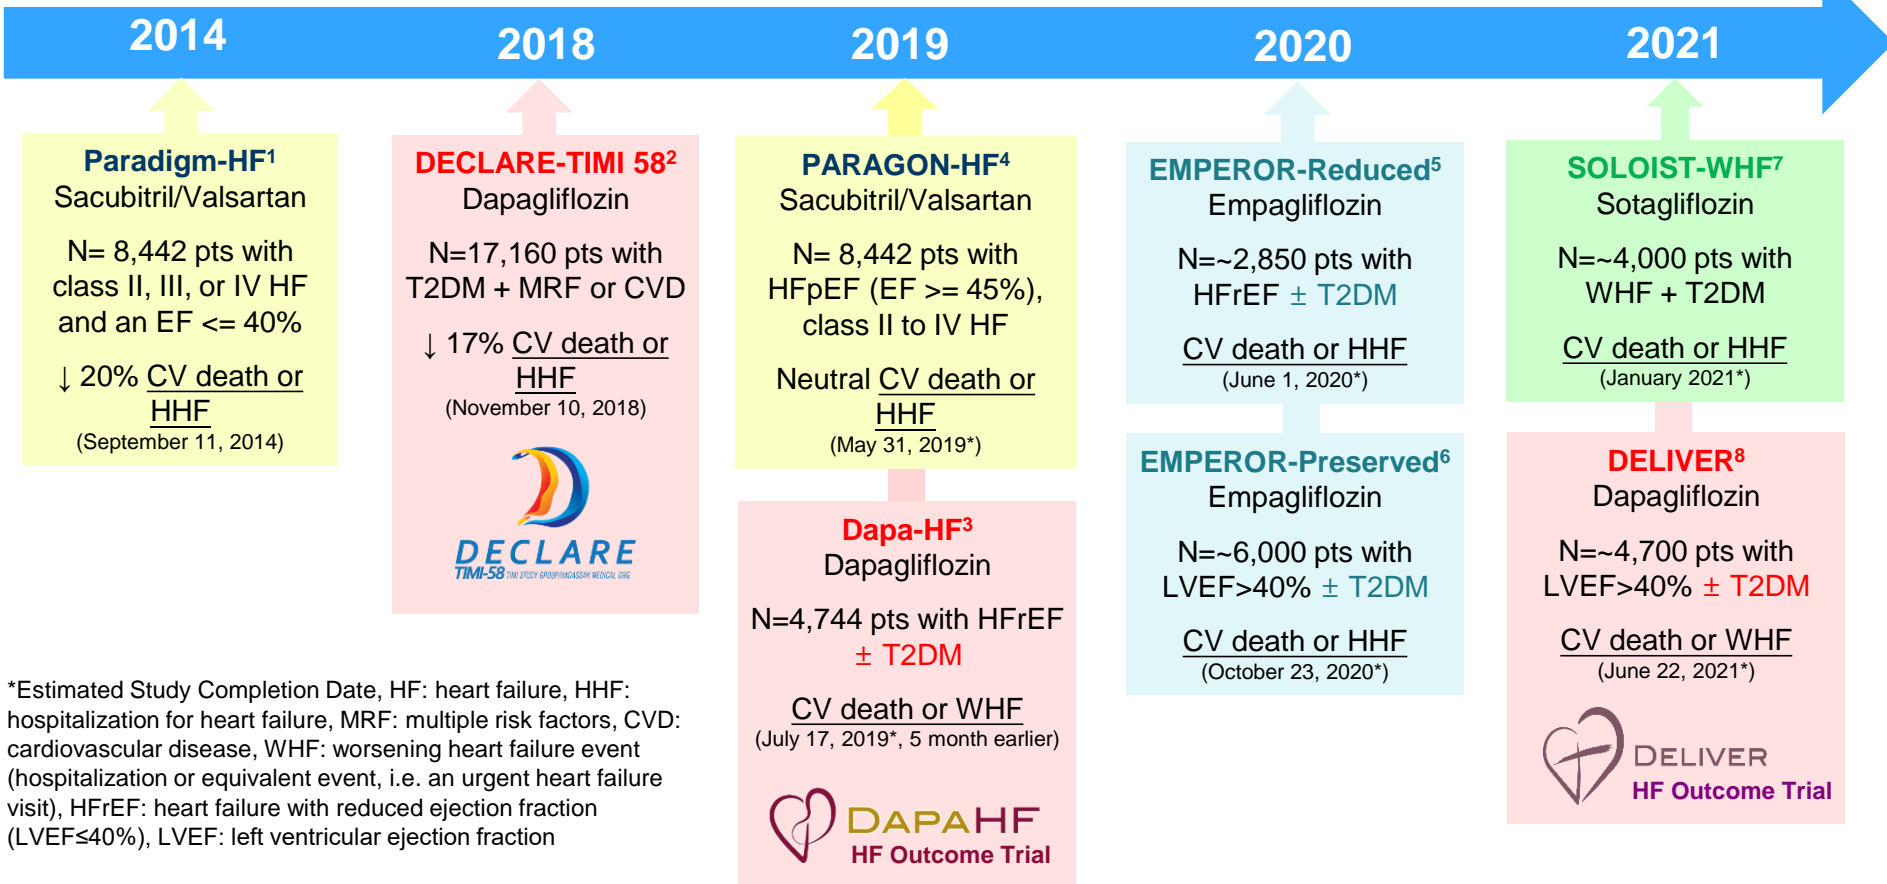 2014
2018
2019
2020
2021
Paradigm-HF1
Sacubitril/Valsartan
N= 8,442 pts with
class II, III, or IV HF
and an EF <= 40%
↓ 20% CV death or
HHF
(September 11, 2014)
DECLARE-TIMI 582
Dapagliflozin
N=17,160 pts with
T2DM + MRF or CVD
↓ 17% CV death or
HHF
(November 10, 2018)
DECLARE
TIMI-58 TIMI STUDY GROUP/HADASSAH MEDICAL ORG
PARAGON-HF4
Sacubitril/Valsartan
N= 8,442 pts with
HFpEF (EF >= 45%),
class II to IV HF
Neutral CV death or
HHF
(May 31, 2019*)
Dapa-HF3
Dapagliflozin
N=4,744 pts with HFrEF
± T2DM
CV death or WHF
(July 17, 2019*, 5 month earlier)
DAPAHF
HF Outcome Trial
EMPEROR-Reduced5
Empagliflozin
N=~2,850 pts with
HFrEF ± T2DM
CV death or HHF
(June 1, 2020*)
EMPEROR-Preserved6
Empagliflozin
N=~6,000 pts with
LVEF>40% ± T2DM
CV death or HHF
(October 23, 2020*)
SOLOIST-WHF7
Sotagliflozin
N=~4,000 pts with
WHF + T2DM
CV death or HHF
(January 2021*)
DELIVER8
Dapagliflozin
N=~4,700 pts with
LVEF>40% ± T2DM
CV death or WHF
(June 22, 2021*)
DELIVER
HF Outcome Trial
*Estimated Study Completion Date, HF: heart failure, HHF:
hospitalization for heart failure, MRF: multiple risk factors, CVD:
cardiovascular disease, WHF: worsening heart failure event
(hospitalization or equivalent event, i.e. an urgent heart failure
visit), HFrEF: heart failure with reduced ejection fraction
(LVEF≤40%), LVEF: left ventricular ejection fraction